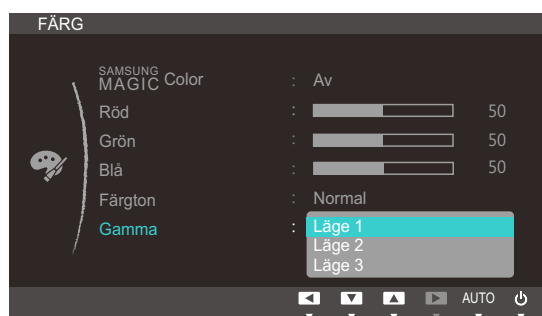 FÄRG
SAMSUNG MAGIC Color : Av
Röd : 50
Grön : 50
Blå : 50
Färgton : Normal
Gamma : Läge 1
Läge 2
Läge 3
AUTO